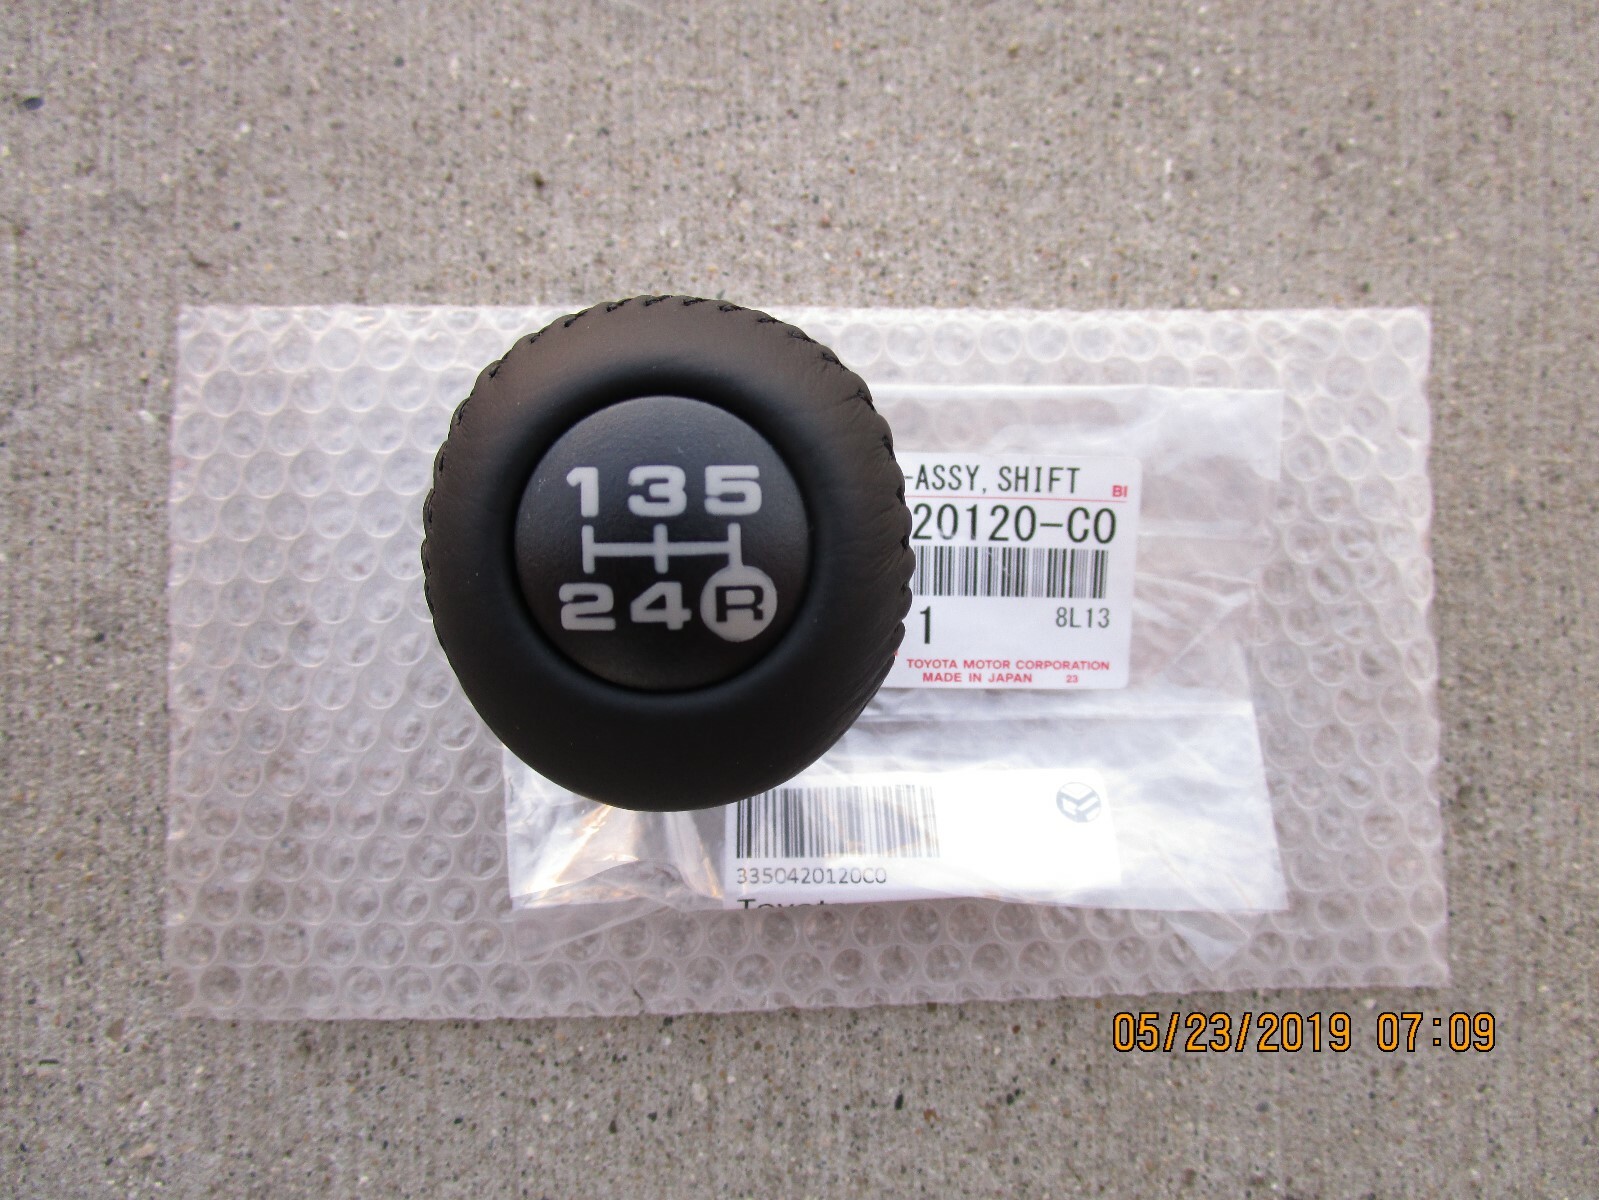 1 3 5
2 4 R
-ASSY, SHIFT
BI
20120-C0
1
8L13
TOYOTA MOTOR CORPORATION
MADE IN JAPAN 23
3350420120C0
05/23/2019 07:09